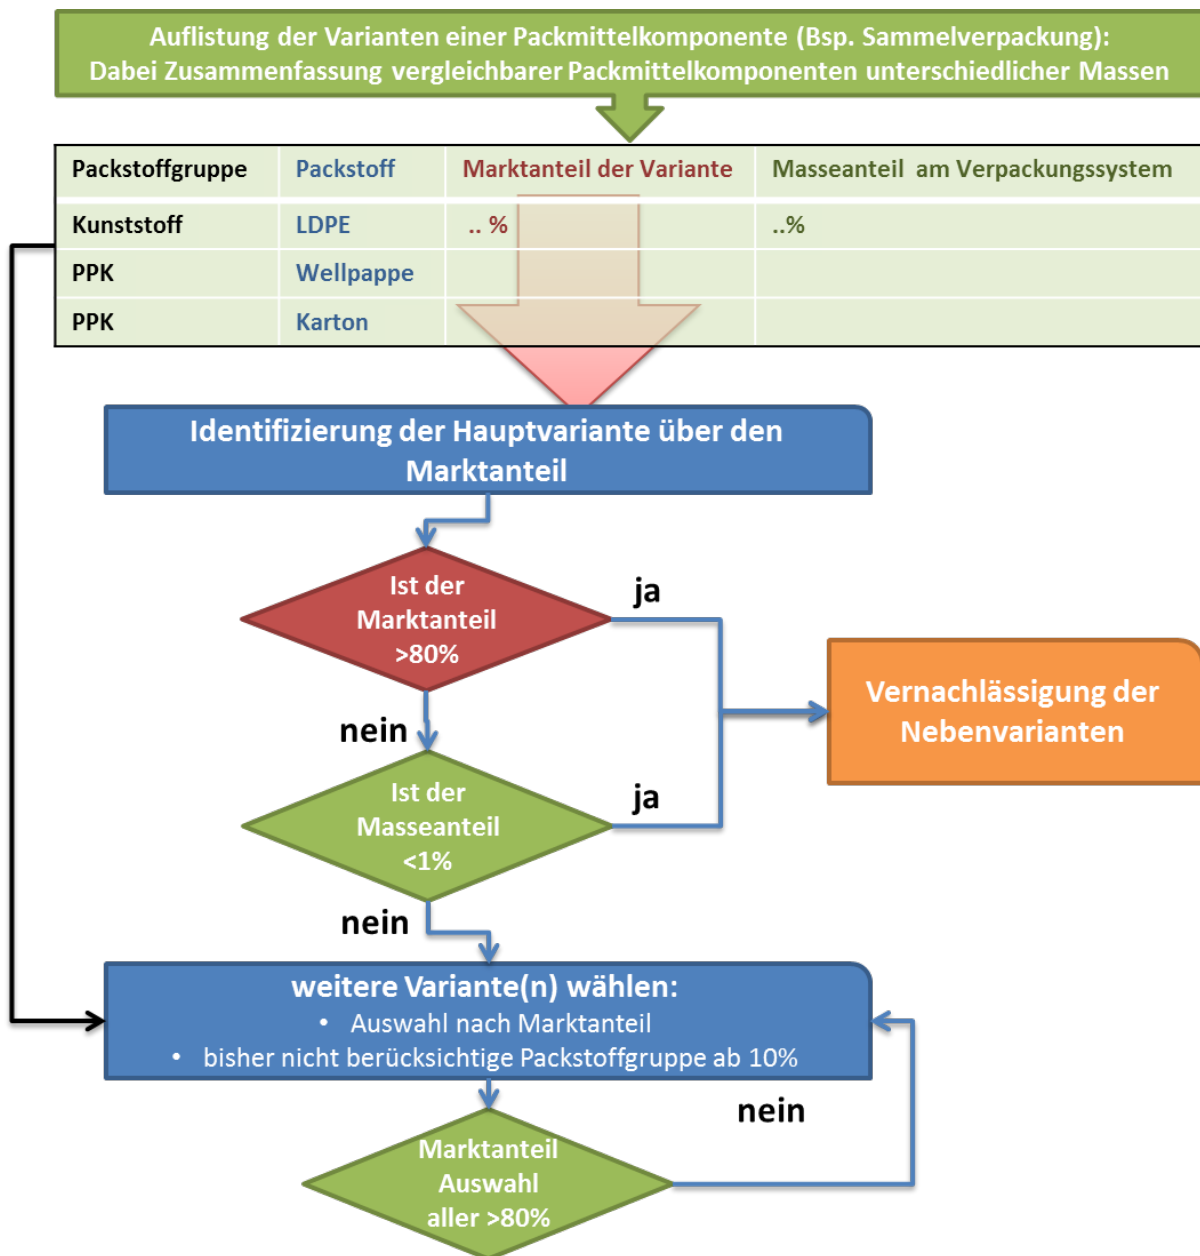 Auflistung der Varianten einer Packmittelkomponente (Bsp. Sammelverpackung):
Dabei Zusammenfassung vergleichbarer Packmittelkomponenten unterschiedlicher Massen
Packstoffgruppe Packstoff Marktanteil der Variante Masseanteil am Verpackungssystem
Kunststoff LDPE .. % ..%
PPK Wellpappe
PPK Karton
Identifizierung der Hauptvariante über den
Marktanteil
Ist der
Marktanteil
>80%
ja
nein
Vernachlässigung der
Nebenvarianten
Ist der
Masseanteil
<1%
ja
nein
weitere Variante(n) wählen:
• Auswahl nach Marktanteil
• bisher nicht berücksichtige Packstoffgruppe ab 10%
nein
Marktanteil
Auswahl
aller >80%